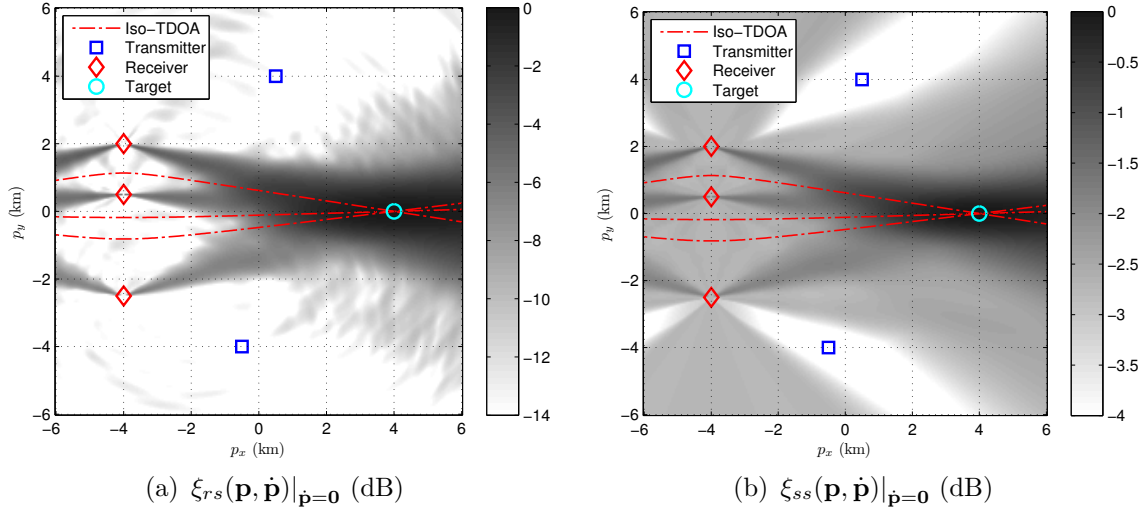 Iso−TDOA
Transmitter
Receiver
Target
6
4
2
0
−2
−4
−6
−6 −4 −2 0 2 4 6
p_y (km)
p_x (km)
0
−2
−4
−6
−8
−10
−12
−14
(a) ξ_rs(p, ṗ)|_ṗ=0 (dB)
Iso−TDOA
Transmitter
Receiver
Target
6
4
2
0
−2
−4
−6
−6 −4 −2 0 2 4 6
p_y (km)
p_x (km)
0
−0.5
−1
−1.5
−2
−2.5
−3
−3.5
−4
(b) ξ_ss(p, ṗ)|_ṗ=0 (dB)